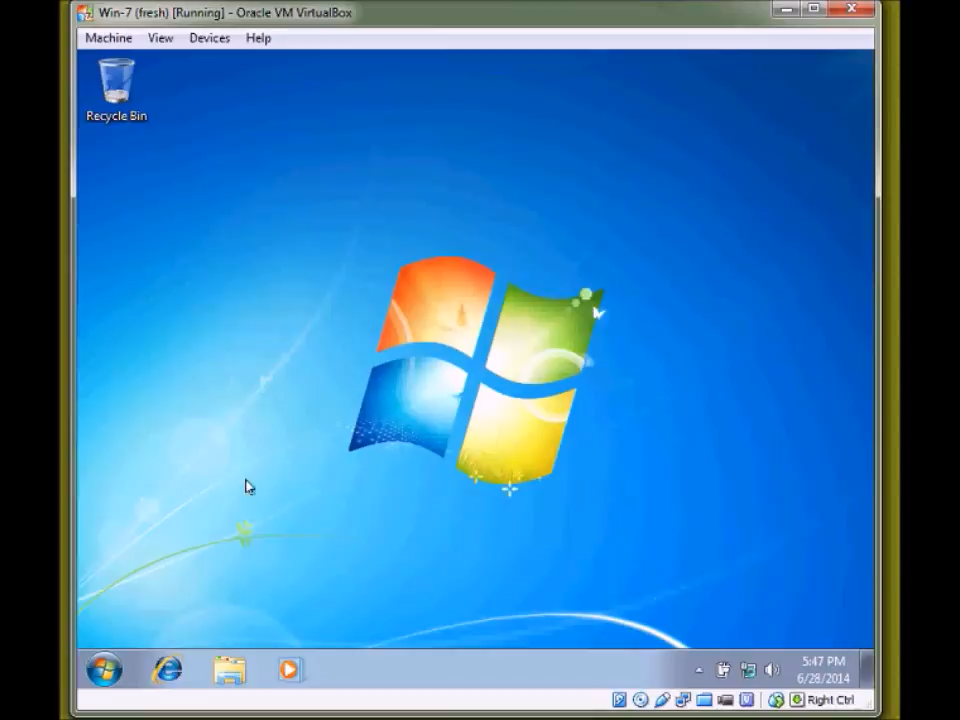 Win-7 (fresh) [Running] - Oracle VM VirtualBox
Machine View Devices Help
Recycle Bin
5:47 PM
6/28/2014
Right Ctrl